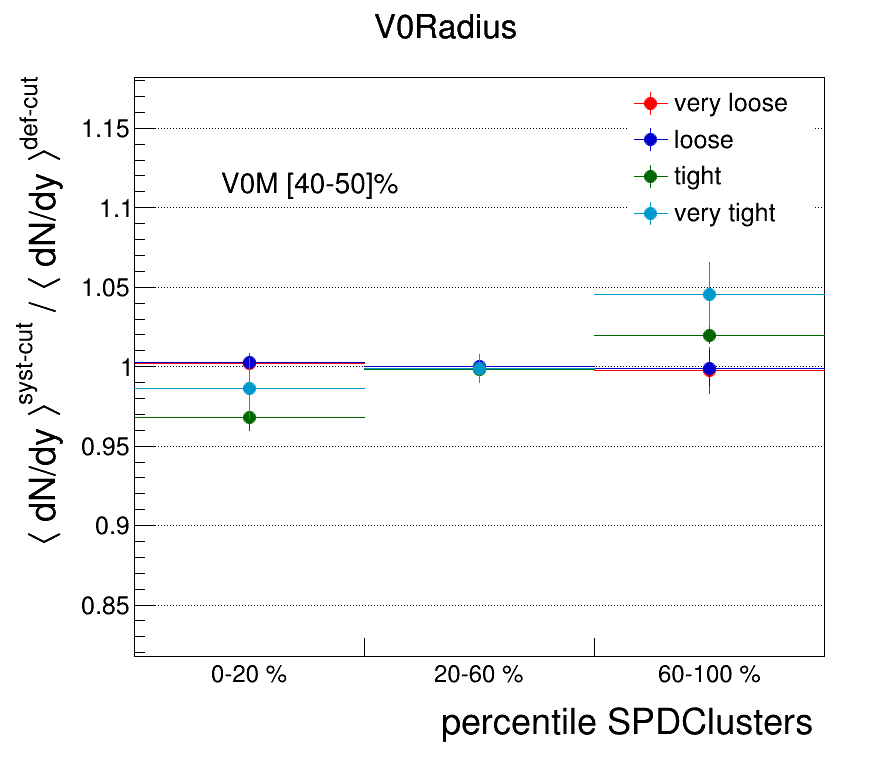 V0Radius
⟨ dN/dy ⟩^syst-cut / ⟨ dN/dy ⟩^def-cut
very loose
loose
tight
very tight
V0M [40-50]%
1.15
1.1
1.05
1
0.95
0.9
0.85
0-20 %
20-60 %
60-100 %
percentile SPDClusters